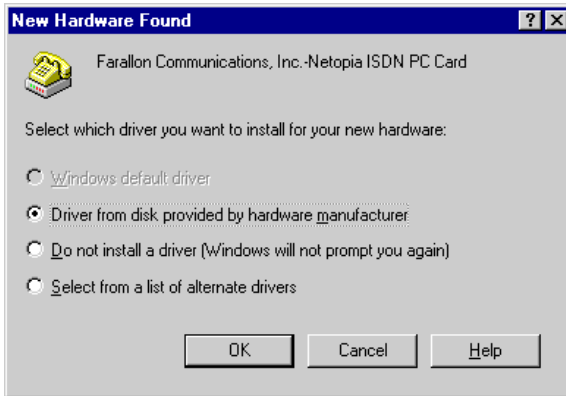 New Hardware Found
Farallon Communications, Inc.-Netopia ISDN PC Card
Select which driver you want to install for your new hardware:
Windows default driver
Driver from disk provided by hardware manufacturer
Do not install a driver (Windows will not prompt you again)
Select from a list of alternate drivers
OK Cancel Help